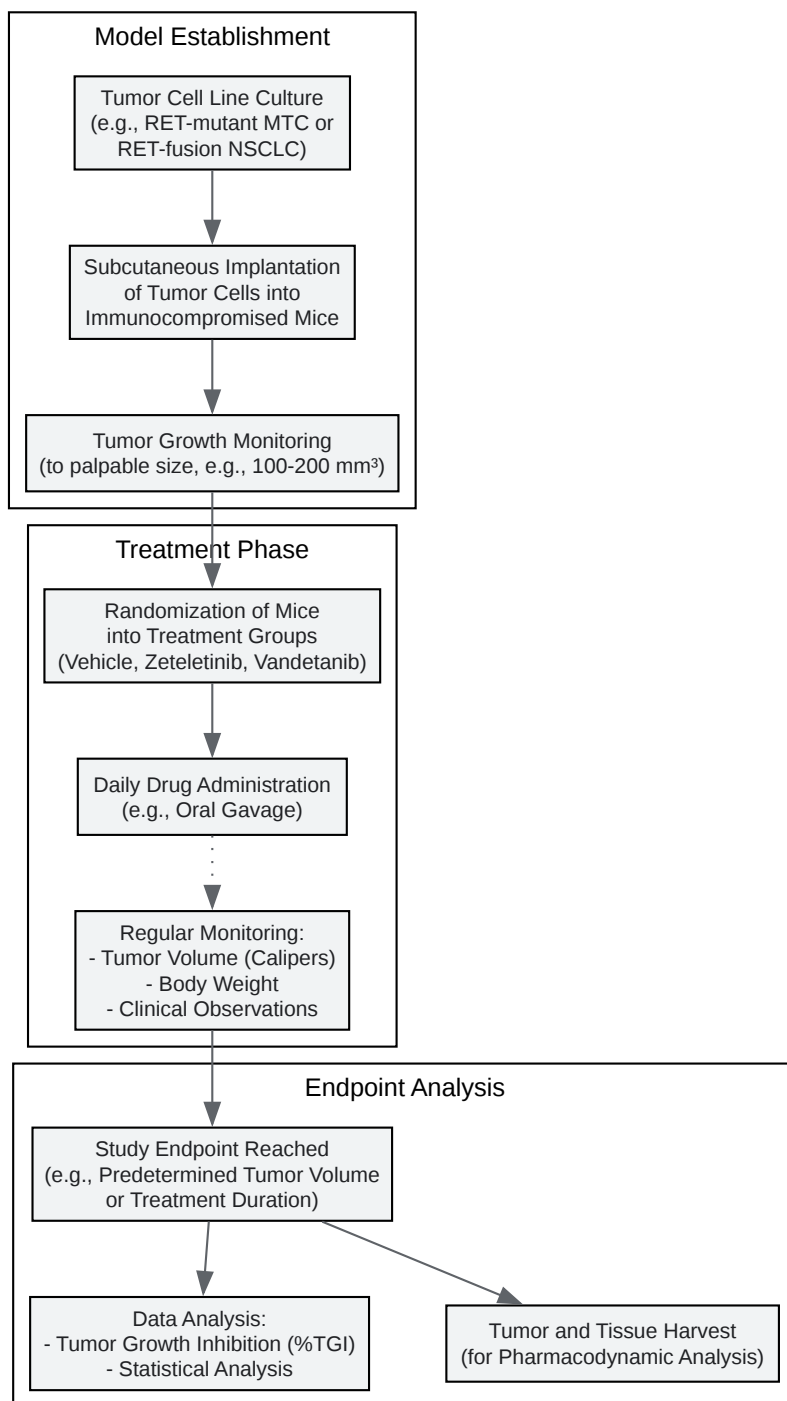 Model Establishment
Tumor Cell Line Culture
(e.g., RET-mutant MTC or
RET-fusion NSCLC)
Subcutaneous Implantation
of Tumor Cells into
Immunocompromised Mice
Tumor Growth Monitoring
(to palpable size, e.g., 100-200 mm³)
Treatment Phase
Randomization of Mice
into Treatment Groups
(Vehicle, Zeteletinib, Vandetanib)
Daily Drug Administration
(e.g., Oral Gavage)
Regular Monitoring:
- Tumor Volume (Calipers)
- Body Weight
- Clinical Observations
Endpoint Analysis
Study Endpoint Reached
(e.g., Predetermined Tumor Volume
or Treatment Duration)
Data Analysis:
- Tumor Growth Inhibition (%TGI)
- Statistical Analysis
Tumor and Tissue Harvest
(for Pharmacodynamic Analysis)